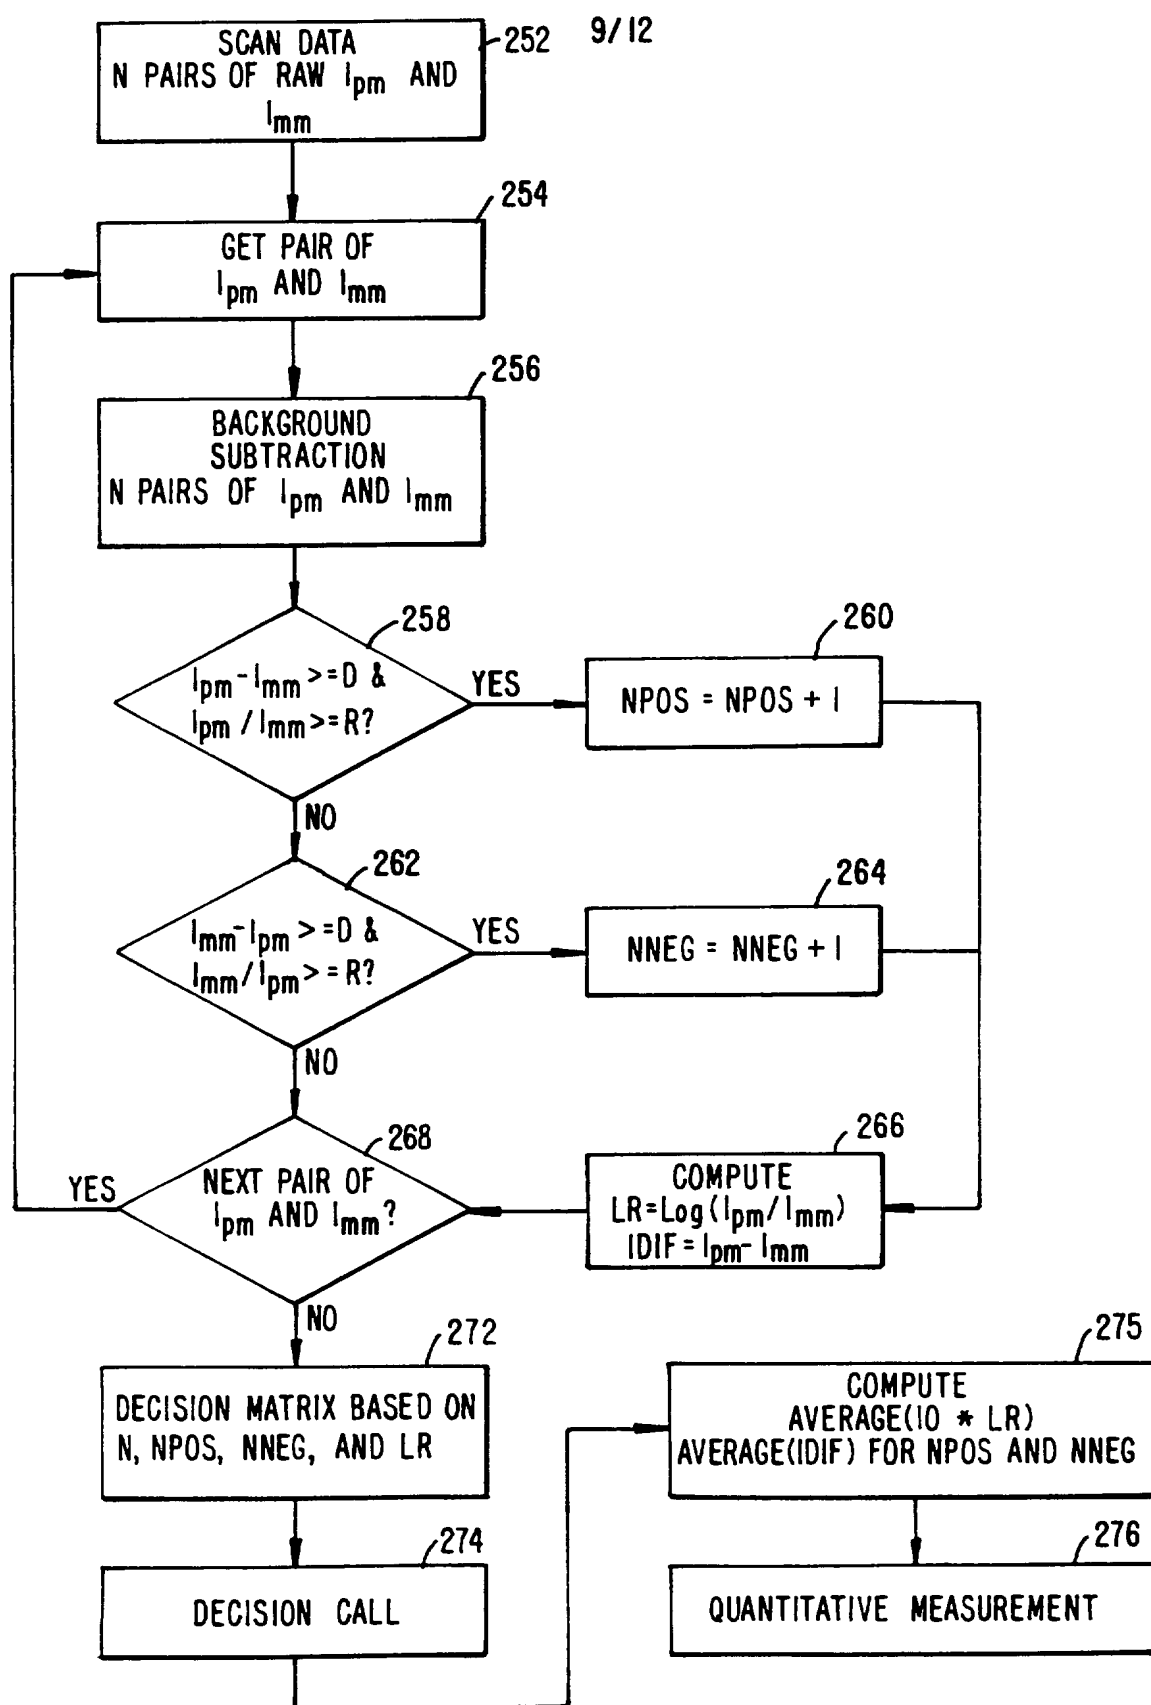 9/12
252
SCAN DATA
N PAIRS OF RAW Ipm AND
Imm
254
GET PAIR OF
Ipm AND Imm
256
BACKGROUND
SUBTRACTION
N PAIRS OF Ipm AND Imm
258
Ipm-Imm>=D &
Ipm/Imm>=R?
YES
NO
260
NPOS = NPOS + 1
262
Imm-Ipm>=D &
Imm/Ipm>=R?
YES
NO
264
NNEG = NNEG + 1
266
COMPUTE
LR=Log(Ipm/Imm)
IDIF=Ipm-Imm
268
NEXT PAIR OF
Ipm AND Imm?
YES
NO
272
DECISION MATRIX BASED ON
N, NPOS, NNEG, AND LR
274
DECISION CALL
275
COMPUTE
AVERAGE(10 * LR)
AVERAGE(IDIF) FOR NPOS AND NNEG
276
QUANTITATIVE MEASUREMENT